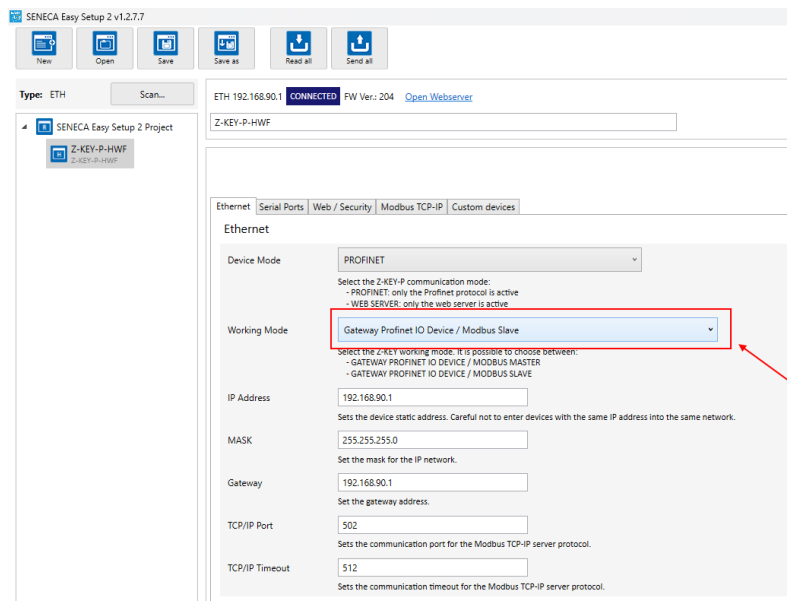 SENECA Easy Setup 2 v1.2.7.7
New Open Save Save as Read all Send all
Type: ETH Scan...
SENECA Easy Setup 2 Project
Z-KEY-P-HWF
Z-KEY-P-HWF
ETH 192.168.90.1 CONNECTED FW Ver.: 204 Open Webserver
Z-KEY-P-HWF
Ethernet Serial Ports Web / Security Modbus TCP-IP Custom devices
Ethernet
Device Mode PROFINET
Select the Z-KEY-P communication mode:
- PROFINET: only the Profinet protocol is active
- WEB SERVER: only the web server is active
Working Mode Gateway Profinet IO Device / Modbus Slave
Select the Z-KEY working mode. It is possible to choose between:
- GATEWAY PROFINET IO DEVICE / MODBUS MASTER
- GATEWAY PROFINET IO DEVICE / MODBUS SLAVE
IP Address 192.168.90.1
Sets the device static address. Careful not to enter devices with the same IP address into the same network.
MASK 255.255.255.0
Set the mask for the IP network.
Gateway 192.168.90.1
Set the gateway address.
TCP/IP Port 502
Sets the communication port for the Modbus TCP-IP server protocol.
TCP/IP Timeout 512
Sets the communication timeout for the Modbus TCP-IP server protocol.